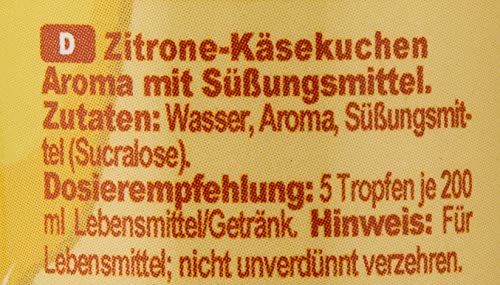 D Zitrone-Käsekuchen
Aroma mit Süßungsmittel.
Zutaten: Wasser, Aroma, Süßungsmit-
tel (Sucralose).
Dosierempfehlung: 5 Tropfen je 200
ml Lebensmittel/Getränk. Hinweis: Für
Lebensmittel; nicht unverdünnt verzehren.